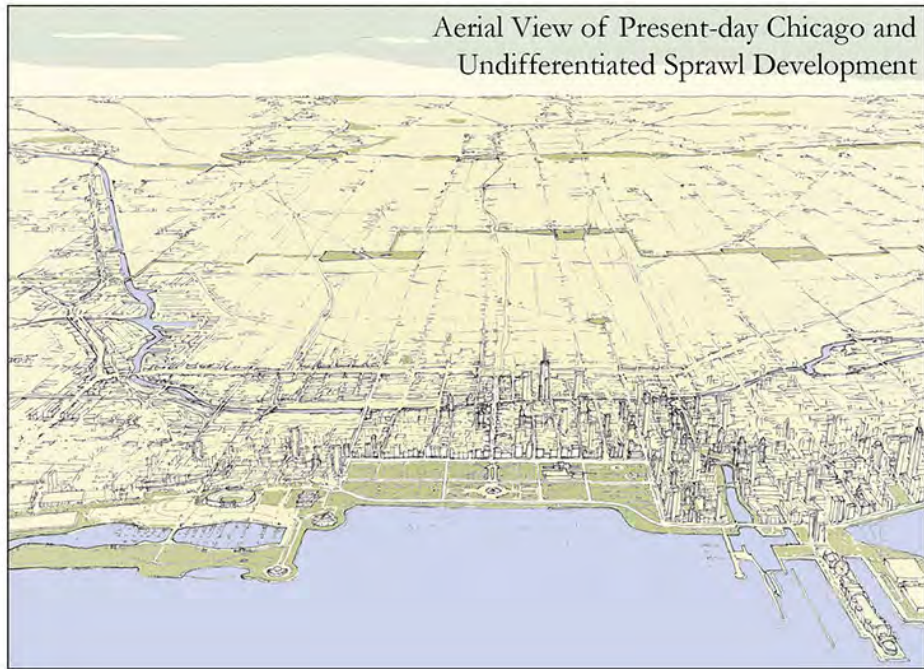 Aerial View of Present-day Chicago and
Undifferentiated Sprawl Development